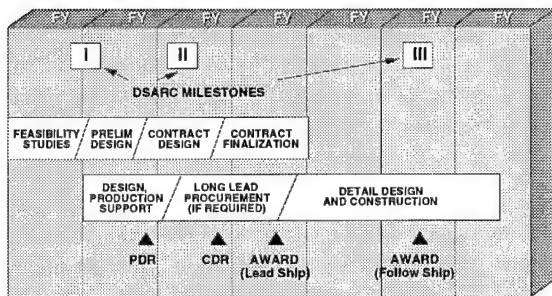 FY FY FY FY FY FY FY
I II III
DSARC MILESTONES
FEASIBILITY STUDIES
PRELIM DESIGN
CONTRACT DESIGN
CONTRACT FINALIZATION
DESIGN, PRODUCTION SUPPORT
LONG LEAD PROCUREMENT (IF REQUIRED)
DETAIL DESIGN AND CONSTRUCTION
PDR
CDR
AWARD (Lead Ship)
AWARD (Follow Ship)